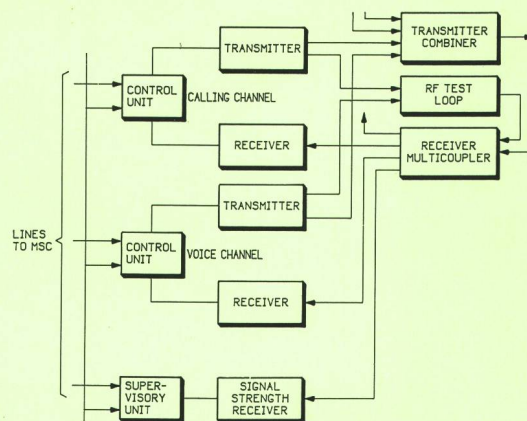 TRANSMITTER
TRANSMITTER
COMBINER
CONTROL
UNIT
CALLING CHANNEL
RF TEST
LOOP
RECEIVER
RECEIVER
MULTICOUPLER
TRANSMITTER
LINES
TO MSC
CONTROL
UNIT
VOICE CHANNEL
RECEIVER
SUPER-
VISORY
UNIT
SIGNAL
STRENGTH
RECEIVER